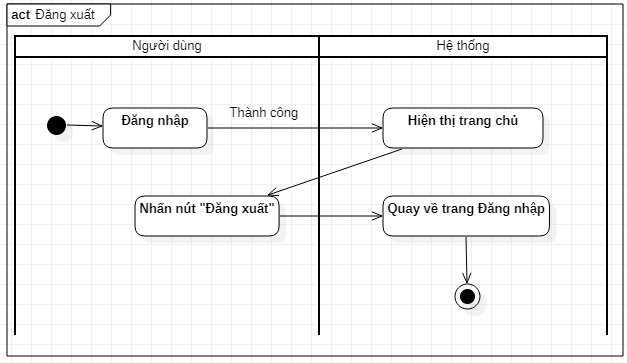 act Đăng xuất
Người dùng
Hệ thống
Đăng nhập
Thành công
Hiện thị trang chủ
Nhấn nút "Đăng xuất"
Quay về trang Đăng nhập